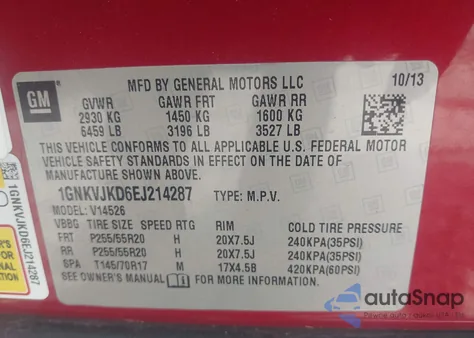 GM
MFD BY GENERAL MOTORS LLC 10/13
GVWR GAWR FRT GAWR RR
2930 KG 1450 KG 1600 KG
6459 LB 3196 LB 3527 LB
THIS VEHICLE CONFORMS TO ALL APPLICABLE U.S. FEDERAL MOTOR
VEHICLE SAFETY, BUMPER, AND THEFT PREVENTION
STANDARDS IN EFFECT ON THE DATE OF
MANUFACTURE SHOWN ABOVE.
1GNKVJKD6EJ214287 TYPE: M.P.V.
MODEL: V14526
VBBG TIRE SIZE SPEED RTG RIM COLD TIRE PRESSURE
FRT P255/55R20 H 20X7.5J 240KPA(35PSI)
RR P255/55R20 H 20X7.5J 240KPA(35PSI)
SPA T145/70R17 M 17X4.5B 420KPA(60PSI)
SEE OWNER'S MANUAL FOR MORE INFORMATION.
1GNKVJKD6EJ214287
autoSnap